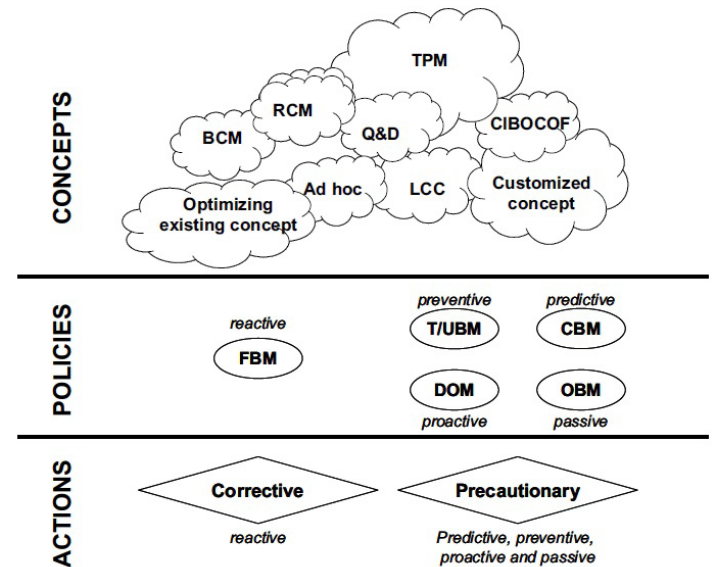 CONCEPTS
TPM
RCM
BCM
Q&D
CIBOCOF
Ad hoc
LCC
Customized
concept
Optimizing
existing concept
POLICIES
reactive
FBM
preventive
T/UBM
predictive
CBM
DOM
proactive
OBM
passive
ACTIONS
Corrective
reactive
Precautionary
Predictive, preventive,
proactive and passive